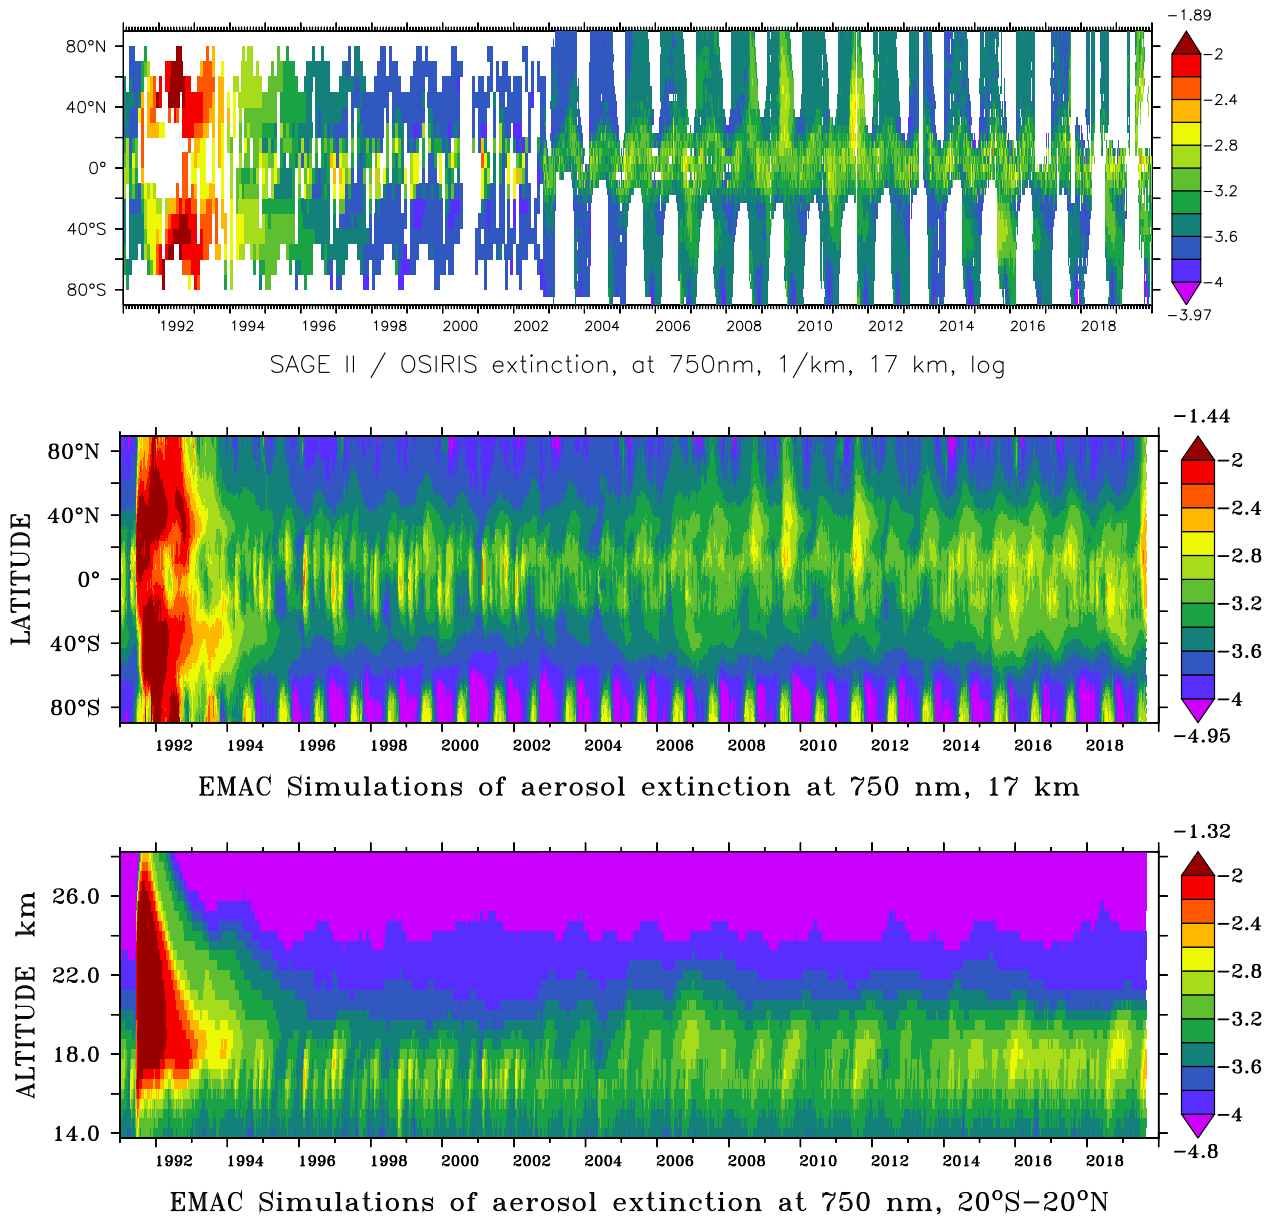 −1.89
80°N
40°N
0°
40°S
80°S
−2
−2.4
−2.8
−3.2
−3.6
−4
−3.97
1992 1994 1996 1998 2000 2002 2004 2006 2008 2010 2012 2014 2016 2018
SAGE II / OSIRIS extinction, at 750nm, 1/km, 17 km, log
−1.44
LATITUDE
80°N
40°N
0°
40°S
80°S
−2
−2.4
−2.8
−3.2
−3.6
−4
−4.95
1992 1994 1996 1998 2000 2002 2004 2006 2008 2010 2012 2014 2016 2018
EMAC Simulations of aerosol extinction at 750 nm, 17 km
−1.32
ALTITUDE km
26.0
22.0
18.0
14.0
−2
−2.4
−2.8
−3.2
−3.6
−4
−4.8
1992 1994 1996 1998 2000 2002 2004 2006 2008 2010 2012 2014 2016 2018
EMAC Simulations of aerosol extinction at 750 nm, 20°S−20°N